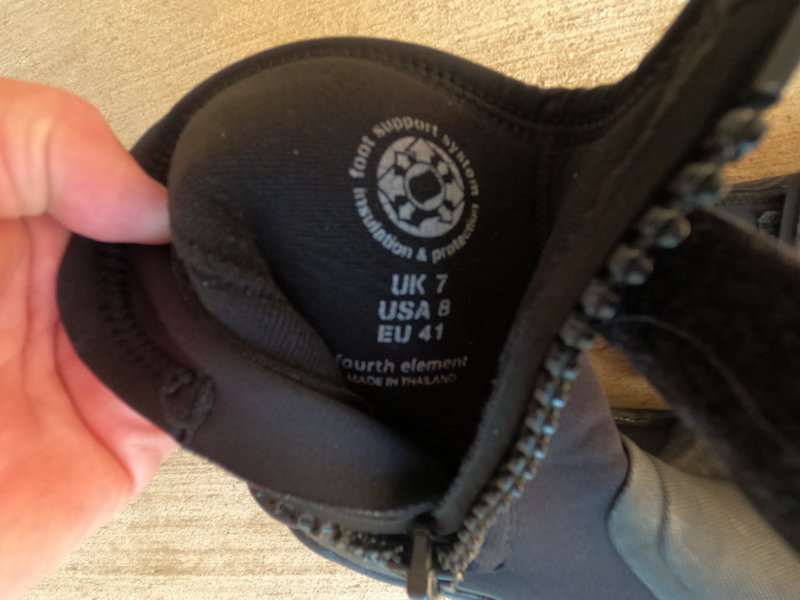 foot support system
insulation & protection
UK 7
USA 8
EU 41
fourth element
MADE IN THAILAND